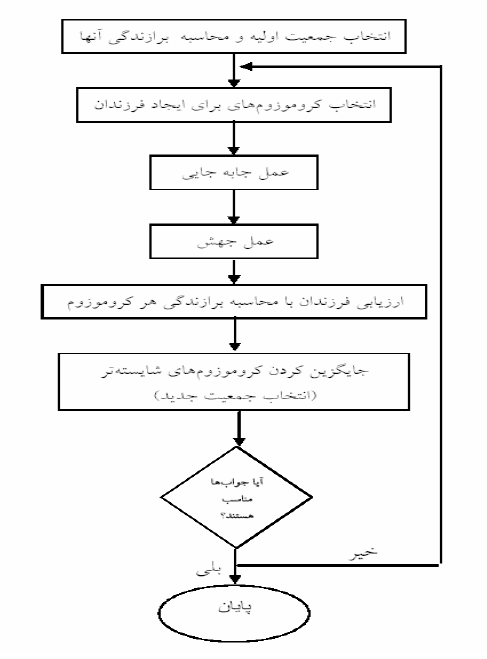 انتخاب جمعیت اولیه و محاسبه برازندگی آنها
انتخاب کروموزوم‌های برای ایجاد فرزندان
عمل جابه جایی
عمل جهش
ارزیابی فرزندان با محاسبه برازندگی هر کروموزوم
جایگزین کردن کروموزوم‌های شایسته‌تر
(انتخاب جمعیت جدید)
آیا جواب‌ها
مناسب
هستند؟
خیر
بلی
پایان